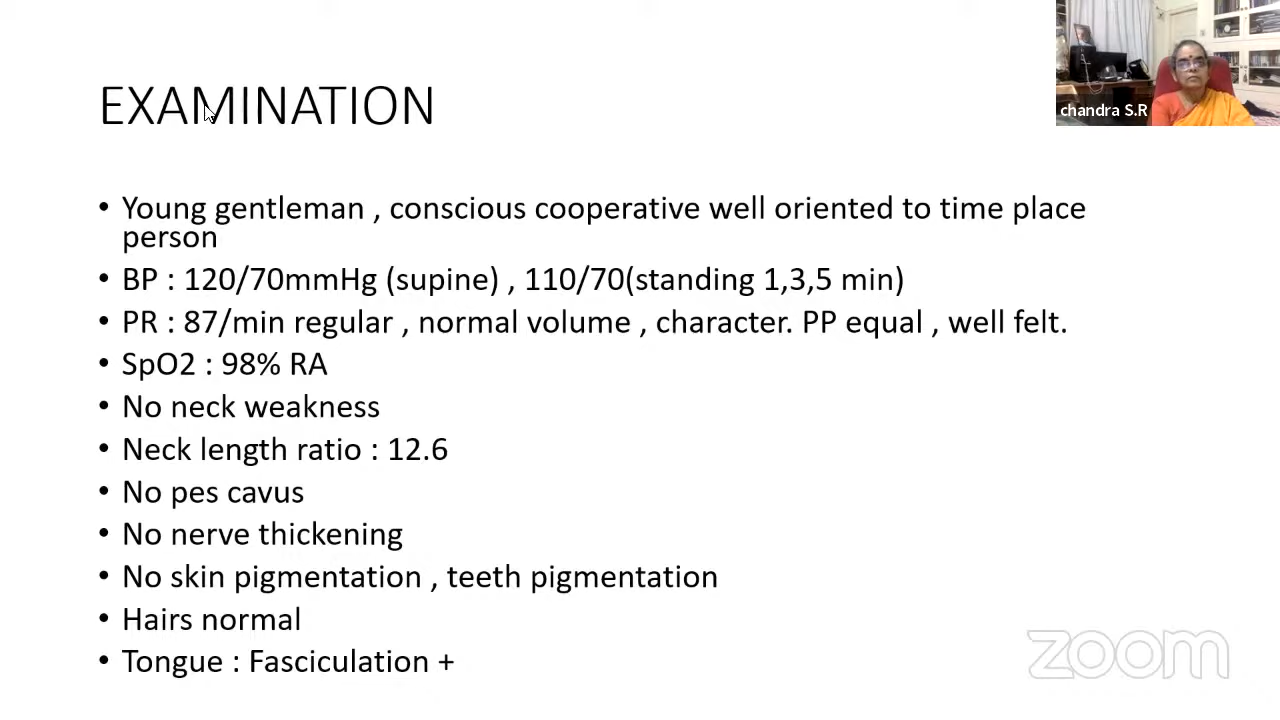 EXAMINATION
chandra S.R
• Young gentleman , conscious cooperative well oriented to time place
person
• BP : 120/70mmHg (supine) , 110/70(standing 1,3,5 min)
• PR : 87/min regular , normal volume , character. PP equal , well felt.
• SpO2 : 98% RA
• No neck weakness
• Neck length ratio : 12.6
• No pes cavus
• No nerve thickening
• No skin pigmentation , teeth pigmentation
• Hairs normal
• Tongue : Fasciculation +
zoom